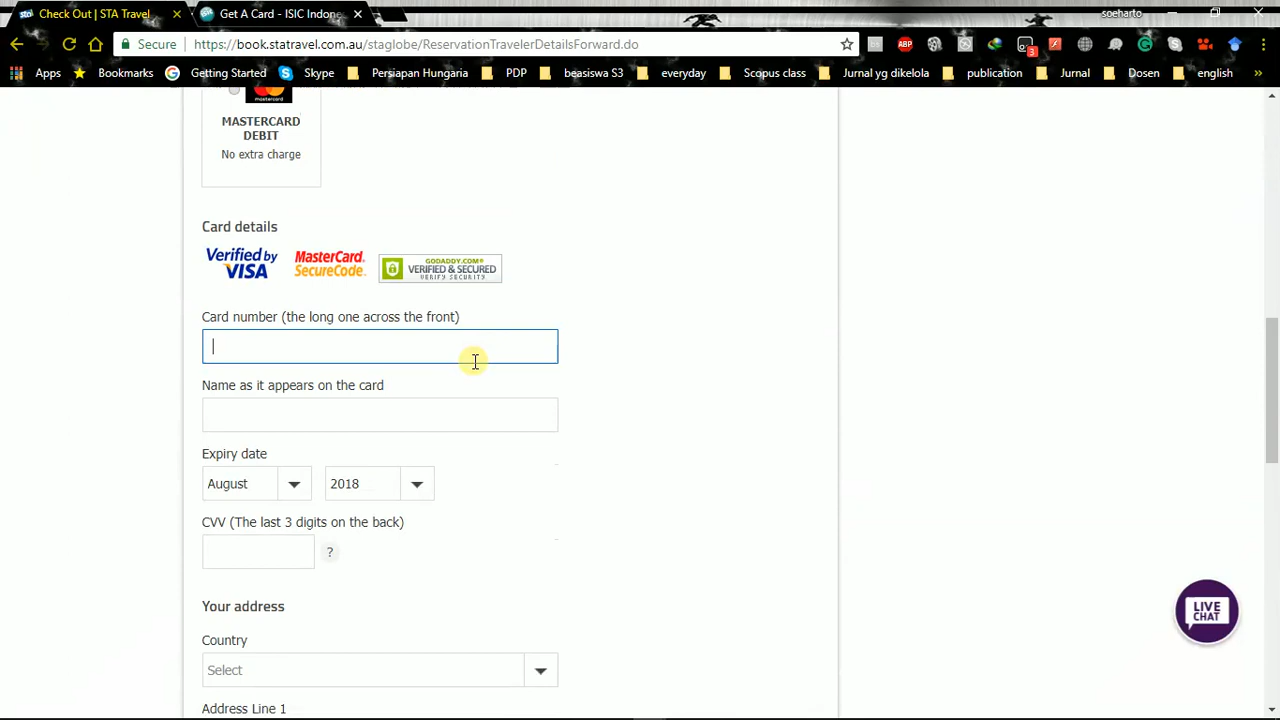 Check Out | STA Travel
Get A Card - ISIC Indone
soeharto
Secure
https://book.statravel.com.au/staglobe/ReservationTravelerDetailsForward.do
ABP
3
Apps
Bookmarks
Getting Started
Skype
Persiapan Hungaria
PDP
beasiswa S3
everyday
Scopus class
Jurnal yg dikelola
publication
Jurnal
Dosen
english
»
mastercard
MASTERCARD
DEBIT
No extra charge
Card details
Verified by
VISA
MasterCard
SecureCode.
GODADDY.COM®
VERIFIED & SECURED
VERIFY SECURITY
Card number (the long one across the front)
Name as it appears on the card
Expiry date
August
2018
CVV (The last 3 digits on the back)
?
Your address
Country
Select
Address Line 1
LIVE
CHAT